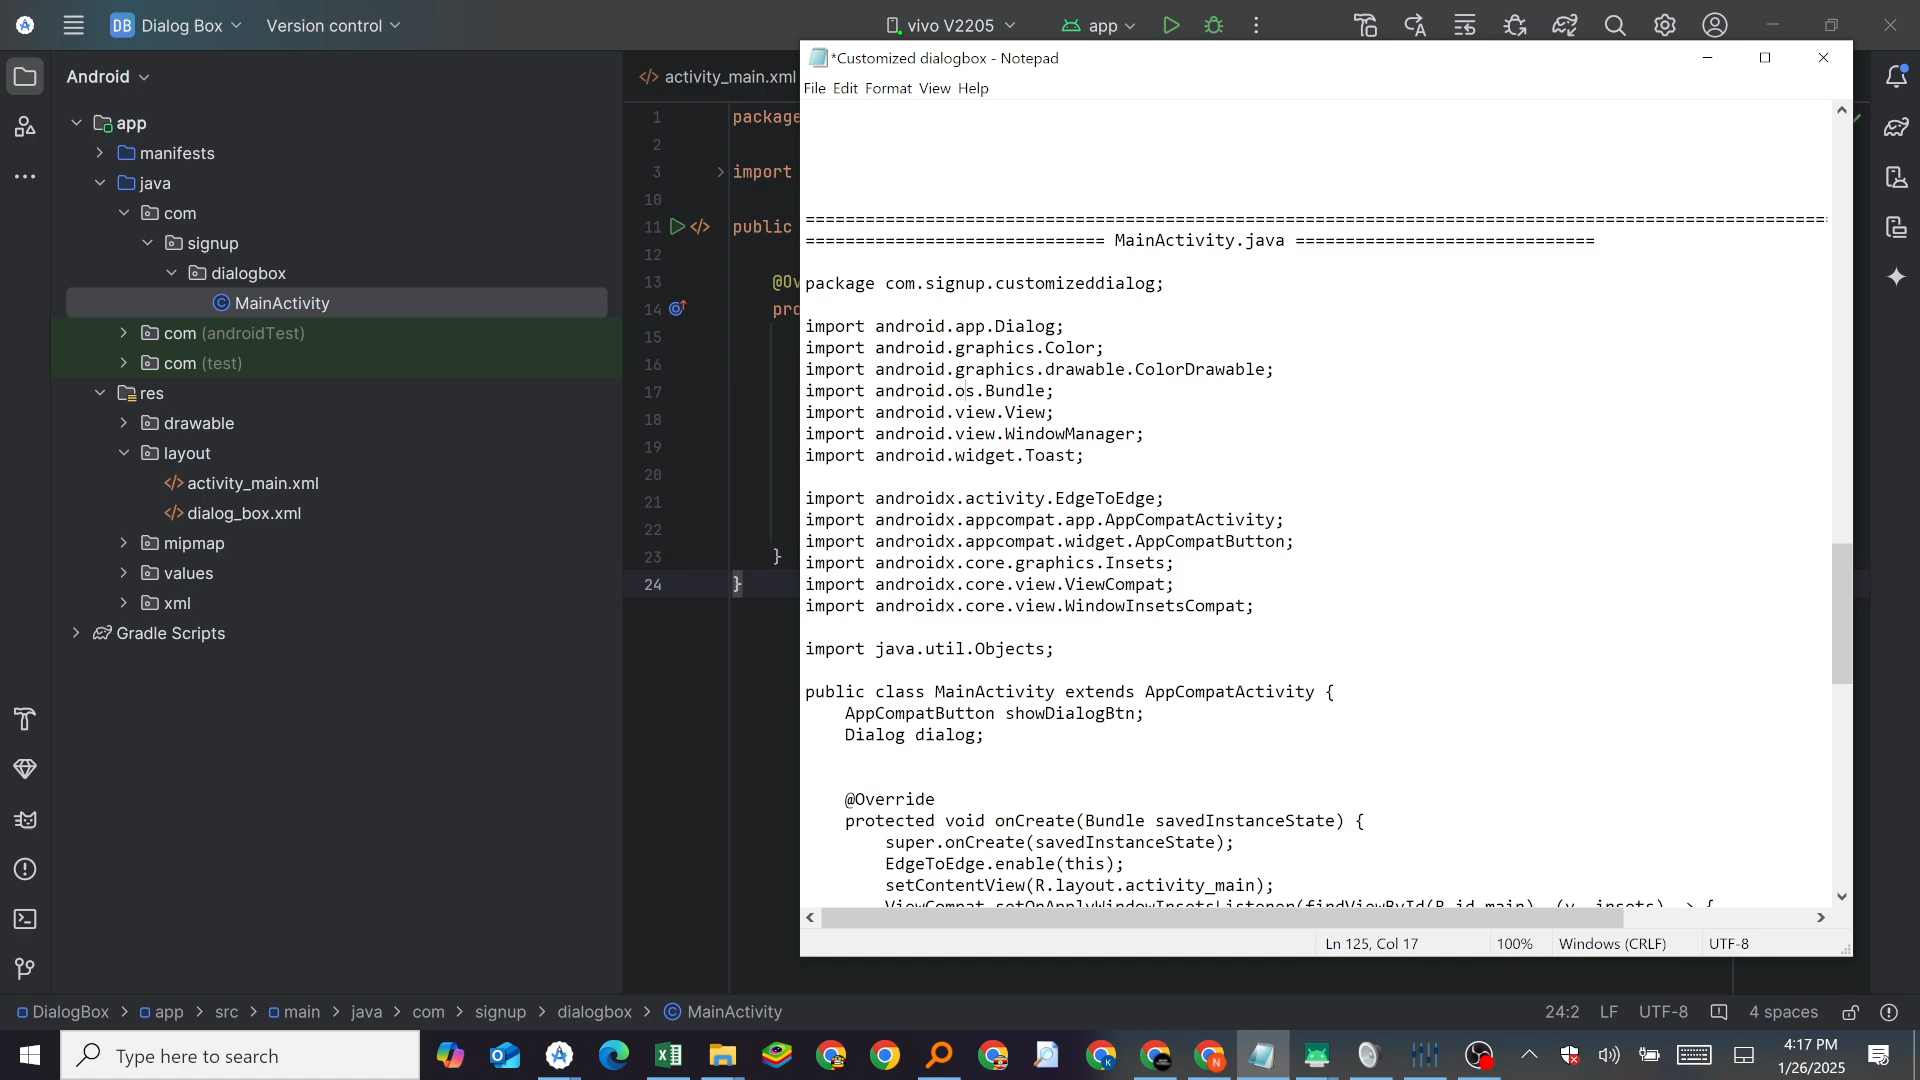 DB Dialog Box
Version control
vivo V2205
app
Android
app
manifests
java
com
signup
dialogbox
MainActivity
com (androidTest)
com (test)
res
drawable
layout
activity_main.xml
dialog_box.xml
mipmap
values
xml
Gradle Scripts
</> activity_main.xml
1 package
2
3 import
10
11 public
12
13 @Ov
14 pro
15
16
17
18
19
20
21
22
23 }
24 }
*Customized dialogbox - Notepad
File Edit Format View Help
=======================================================================================================
============================== MainActivity.java ==============================
package com.signup.customizeddialog;
import android.app.Dialog;
import android.graphics.Color;
import android.graphics.drawable.ColorDrawable;
import android.os.Bundle;
import android.view.View;
import android.view.WindowManager;
import android.widget.Toast;
import androidx.activity.EdgeToEdge;
import androidx.appcompat.app.AppCompatActivity;
import androidx.appcompat.widget.AppCompatButton;
import androidx.core.graphics.Insets;
import androidx.core.view.ViewCompat;
import androidx.core.view.WindowInsetsCompat;
import java.util.Objects;
public class MainActivity extends AppCompatActivity {
AppCompatButton showDialogBtn;
Dialog dialog;
@Override
protected void onCreate(Bundle savedInstanceState) {
super.onCreate(savedInstanceState);
EdgeToEdge.enable(this);
setContentView(R.layout.activity_main);
ViewCompat.setOnApplyWindowInsetsListener(findViewById(R.id.main), (v, insets) -> {
Ln 125, Col 17
100%
Windows (CRLF)
UTF-8
DialogBox > app > src > main > java > com > signup > dialogbox > MainActivity
24:2 LF UTF-8 4 spaces
Type here to search
4:17 PM
1/26/2025